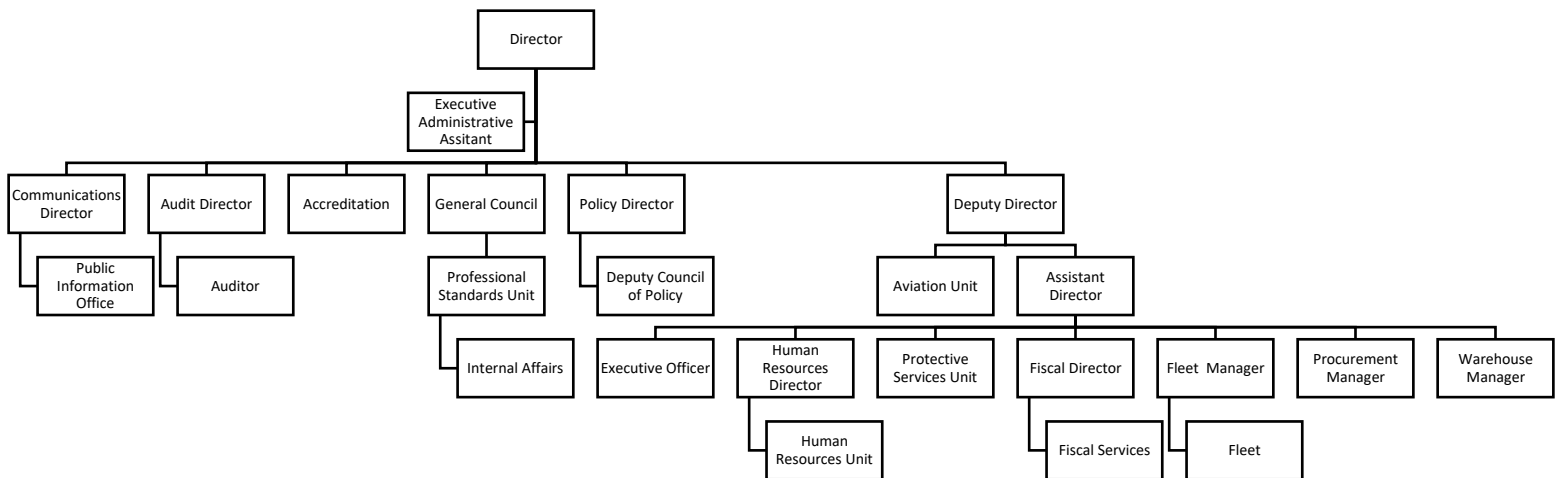 Director
Executive
Administrative
Assitant
Communications
Director
Audit Director
Accreditation
General Council
Policy Director
Deputy Director
Public
Information
Office
Auditor
Professional
Standards Unit
Deputy Council
of Policy
Aviation Unit
Assistant
Director
Internal Affairs
Executive Officer
Human
Resources
Director
Protective
Services Unit
Fiscal Director
Fleet  Manager
Procurement
Manager
Warehouse
Manager
Human
Resources Unit
Fiscal Services
Fleet